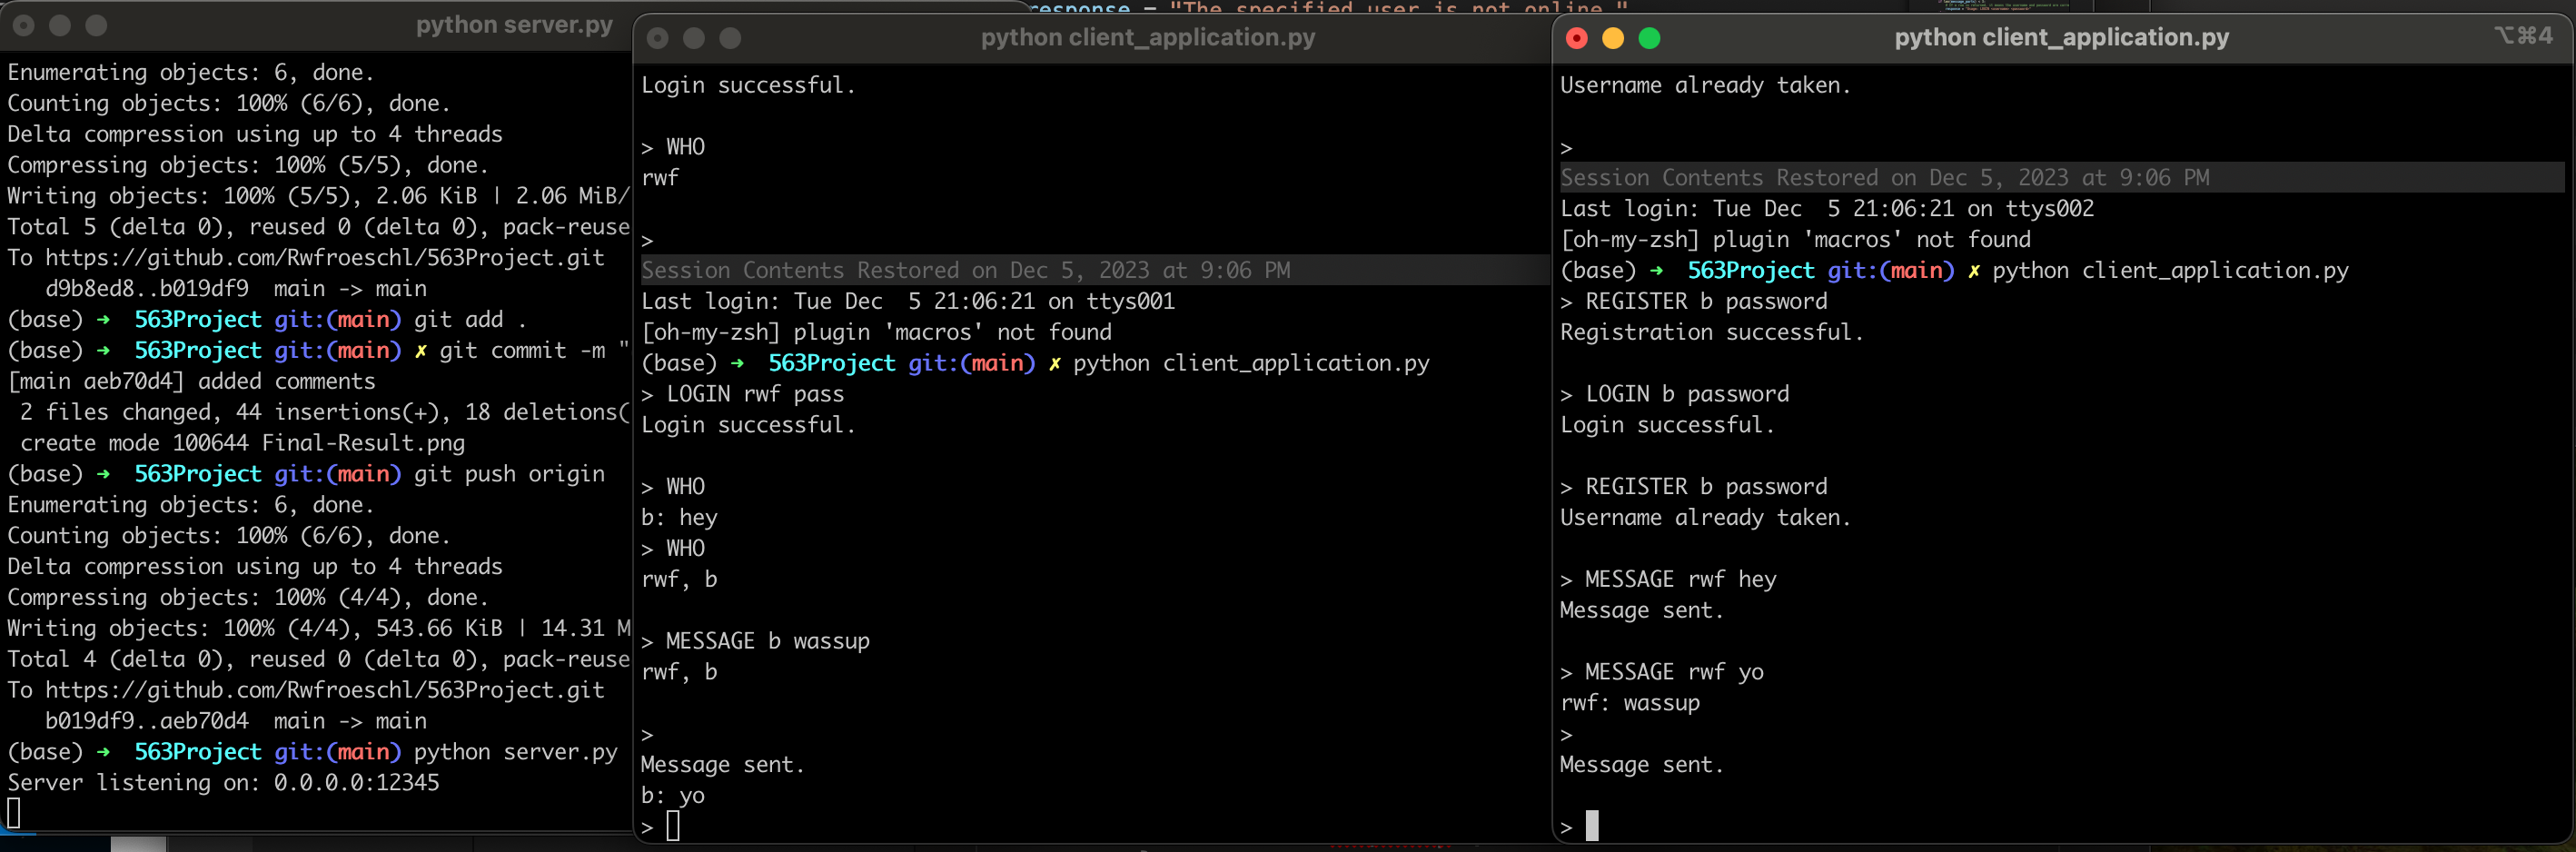 response = "The specified user is not online."
python server.py
Enumerating objects: 6, done.
Counting objects: 100% (6/6), done.
Delta compression using up to 4 threads
Compressing objects: 100% (5/5), done.
Writing objects: 100% (5/5), 2.06 KiB | 2.06 MiB/
Total 5 (delta 0), reused 0 (delta 0), pack-reuse
To https://github.com/Rwfroeschl/563Project.git
d9b8ed8..b019df9  main -> main
(base) ➜  563Project git:(main) git add .
(base) ➜  563Project git:(main) ✗ git commit -m "
[main aeb70d4] added comments
2 files changed, 44 insertions(+), 18 deletions(
create mode 100644 Final-Result.png
(base) ➜  563Project git:(main) git push origin
Enumerating objects: 6, done.
Counting objects: 100% (6/6), done.
Delta compression using up to 4 threads
Compressing objects: 100% (4/4), done.
Writing objects: 100% (4/4), 543.66 KiB | 14.31 M
Total 4 (delta 0), reused 0 (delta 0), pack-reuse
To https://github.com/Rwfroeschl/563Project.git
b019df9..aeb70d4  main -> main
(base) ➜  563Project git:(main) python server.py
Server listening on: 0.0.0.0:12345
python client_application.py
Login successful.
> WHO
rwf
>
Session Contents Restored on Dec 5, 2023 at 9:06 PM
Last login: Tue Dec  5 21:06:21 on ttys001
[oh-my-zsh] plugin 'macros' not found
(base) ➜  563Project git:(main) ✗ python client_application.py
> LOGIN rwf pass
Login successful.
> WHO
b: hey
> WHO
rwf, b
> MESSAGE b wassup
rwf, b
>
Message sent.
b: yo
>
python client_application.py
⌥⌘4
Username already taken.
>
Session Contents Restored on Dec 5, 2023 at 9:06 PM
Last login: Tue Dec  5 21:06:21 on ttys002
[oh-my-zsh] plugin 'macros' not found
(base) ➜  563Project git:(main) ✗ python client_application.py
> REGISTER b password
Registration successful.
> LOGIN b password
Login successful.
> REGISTER b password
Username already taken.
> MESSAGE rwf hey
Message sent.
> MESSAGE rwf yo
rwf: wassup
>
Message sent.
>